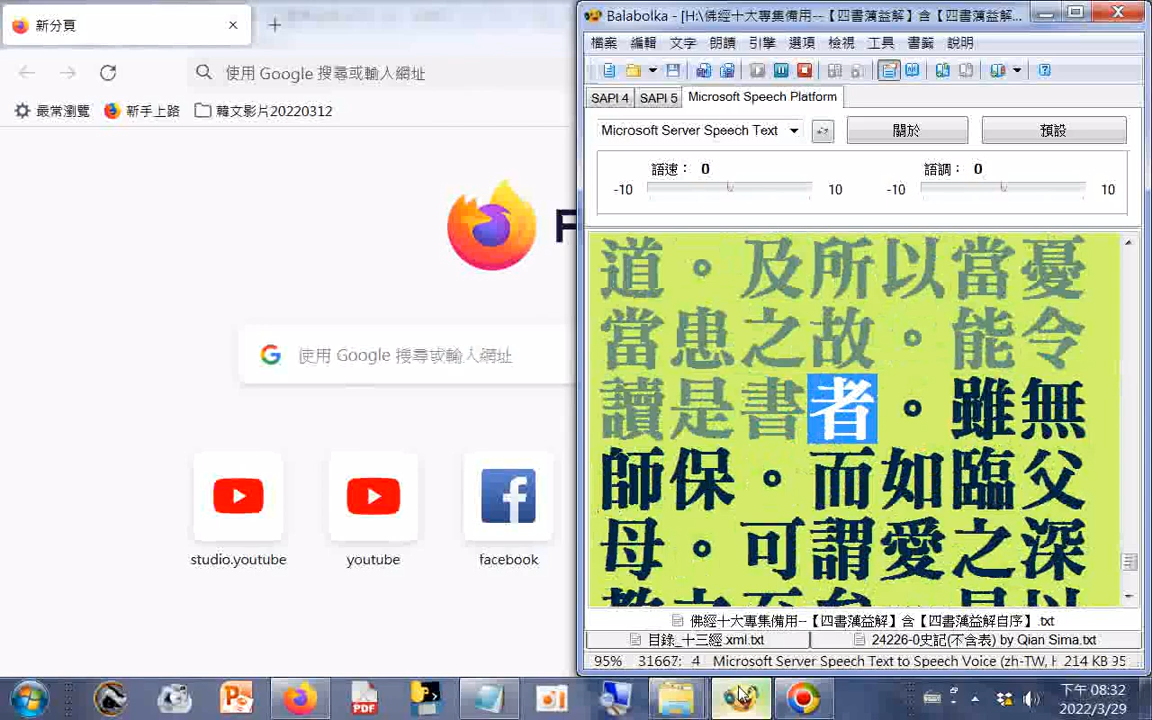 新分頁
使用 Google 搜尋或輸入網址
最常瀏覽 新手上路 韓文影片20220312
F
使用 Google 搜尋或輸入網址
studio.youtube youtube facebook
Balabolka - [H:\佛經十大專集備用--【四書蕅益解】含【四書蕅益解...
檔案 編輯 文字 朗讀 引擎 選項 檢視 工具 書籤 說明
SAPI 4 SAPI 5 Microsoft Speech Platform
Microsoft Server Speech Text 關於 預設
語速： 0 語調： 0
-10 10 -10 10
道。及所以當憂
當患之故。能令
讀是書者。雖無
師保。而如臨父
母。可謂愛之深
佛經十大專集備用--【四書蕅益解】含【四書蕅益解自序】.txt
目錄_十三經.xml.txt 24226-0史記(不含表) by Qian Sima.txt
95% 31667: 4 Microsoft Server Speech Text to Speech Voice (zh-TW, 214 KB 95
下午 08:32
2022/3/29